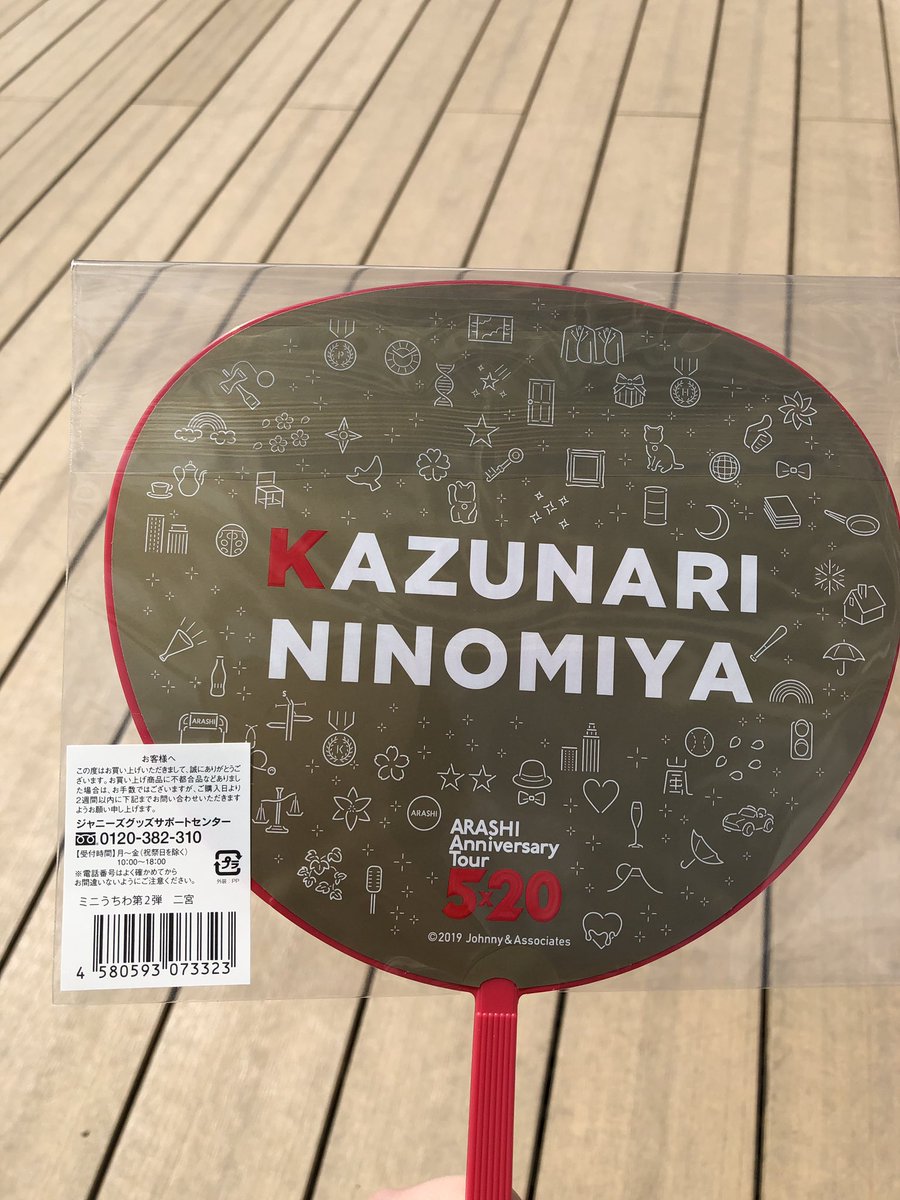 P
H
KAZUNARI
NINOMIYA
ARASHI
S
K
嵐
ARASHI
ARASHI
Anniversary
Tour
5×20
©2019 Johnny&Associates
お客様へ
この度はお買い上げいただきまして、誠にありがとうご
ざいます。お買い上げ商品に不都合品などありまし
た場合は、お手数ではございますが、ご購入日より
2週間以内に下記までお問い合わせいただきます
ようお願い申し上げます。
ジャニーズグッズサポートセンター
0120-382-310
【受付時間】月〜金(祝祭日を除く)
10:00〜18:00
※電話番号はよく確かめてから
お間違いないようにご注意ください。
プラ
外装:PP
ミニうちわ第2弾 二宮
4 580593 073323